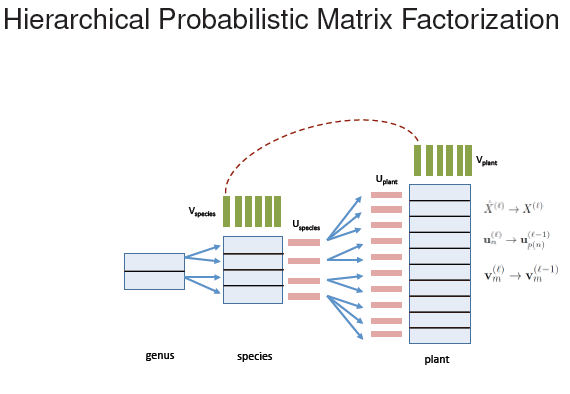 Hierarchical Probabilistic Matrix Factorization
V_plant
U_plant
V_species
U_species
X̂^(ℓ) → X^(ℓ)
u_n^(ℓ) → u_p(n)^(ℓ−1)
v_m^(ℓ) → v_m^(ℓ−1)
genus
species
plant